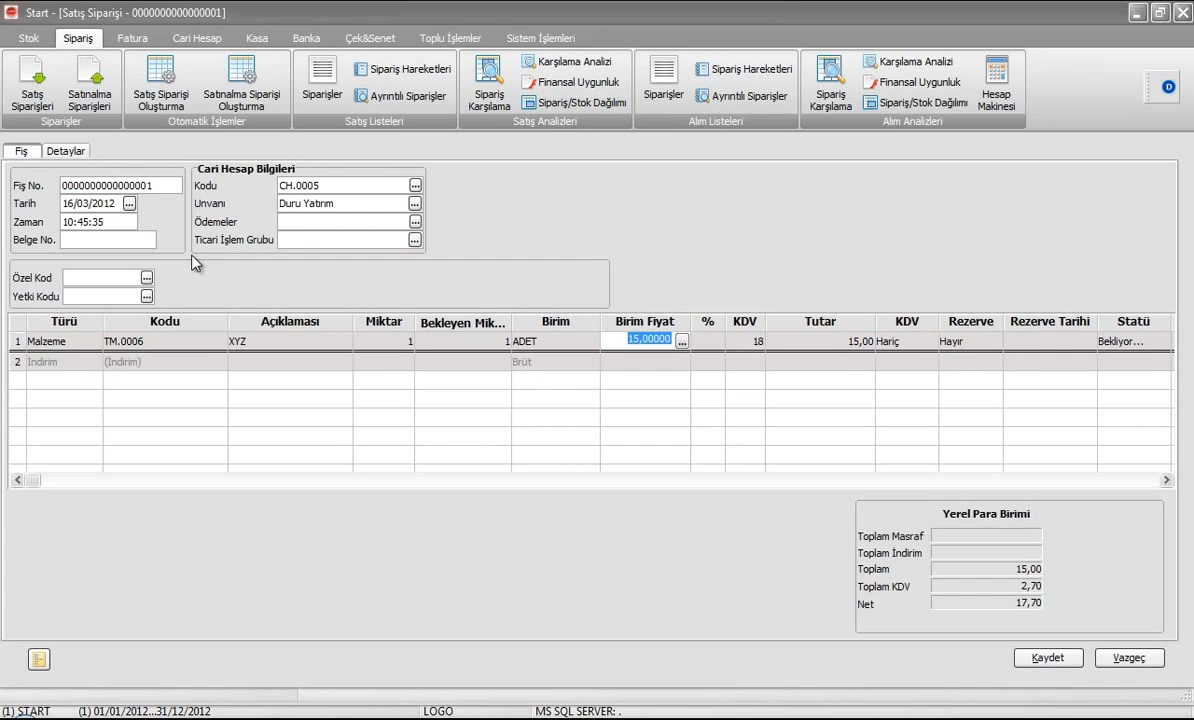 Start - [Satış Siparişi - 0000000000000001]
Stok Sipariş Fatura Cari Hesap Kasa Banka Çek&Senet Toplu İşlemler Sistem İşlemleri
Satış Siparişleri
Satınalma Siparişleri
Siparişler
Satış Siparişi Oluşturma
Satınalma Siparişi Oluşturma
Otomatik İşlemler
Siparişler
Sipariş Hareketleri
Ayrıntılı Siparişler
Satış Listeleri
Sipariş Karşılama
Karşılama Analizi
Finansal Uygunluk
Sipariş/Stok Dağılımı
Satış Analizleri
Siparişler
Sipariş Hareketleri
Ayrıntılı Siparişler
Alım Listeleri
Sipariş Karşılama
Karşılama Analizi
Finansal Uygunluk
Sipariş/Stok Dağılımı
Hesap Makinesi
Alım Analizleri
D
Fiş Detaylar
Fiş No. 0000000000000001
Tarih 16/03/2012 ...
Zaman 10:45:35
Belge No.
Cari Hesap Bilgileri
Kodu CH.0005 ...
Unvanı Duru Yatırım ...
Ödemeler ...
Ticari İşlem Grubu ...
Özel Kod ...
Yetki Kodu ...
Türü Kodu Açıklaması Miktar Bekleyen Mik... Birim Birim Fiyat % KDV Tutar KDV Rezerve Rezerve Tarihi Statü
1 Malzeme TM.0006 XYZ 1 1 ADET 15,00000 ... 18 15,00 Hariç Hayır Bekliyor...
2 İndirim (İndirim) Brüt
Yerel Para Birimi
Toplam Masraf
Toplam İndirim
Toplam 15,00
Toplam KDV 2,70
Net 17,70
Kaydet Vazgeç
(1) START (1) 01/01/2012...31/12/2012 LOGO MS SQL SERVER: .